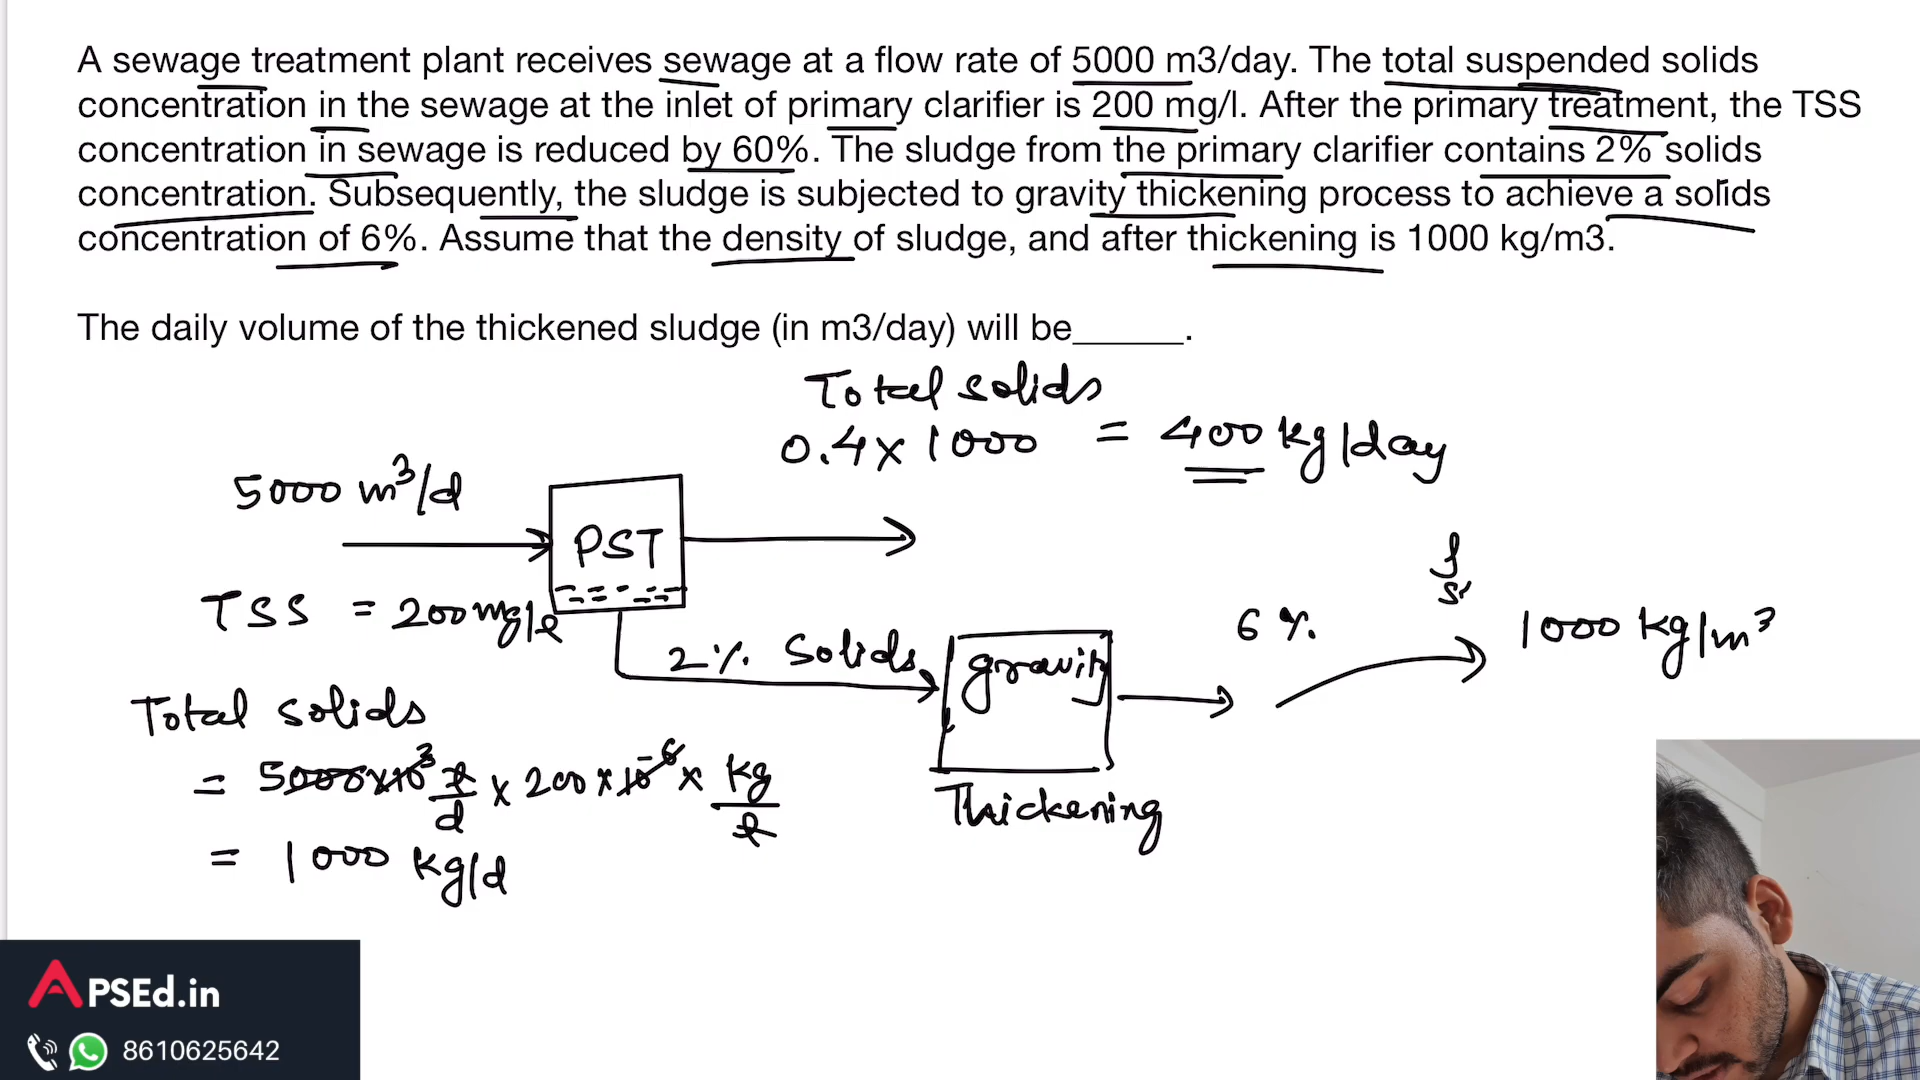 A sewage treatment plant receives sewage at a flow rate of 5000 m3/day. The total suspended solids
concentration in the sewage at the inlet of primary clarifier is 200 mg/l. After the primary treatment, the TSS
concentration in sewage is reduced by 60%. The sludge from the primary clarifier contains 2% solids
concentration. Subsequently, the sludge is subjected to gravity thickening process to achieve a solids
concentration of 6%. Assume that the density of sludge, and after thickening is 1000 kg/m3.
The daily volume of the thickened sludge (in m3/day) will be______.
Total solids
0.4 x 1000 = 400 kg/day
5000 m³/d
PST
TSS = 200mg/l
2% Solids
gravity
6 %
1000 kg/m³
Thickening
Total solids
= 5000x10³ l/d x 200 x 10⁻⁶ x kg/l
= 1000 kg/d
APSEd.in
8610625642